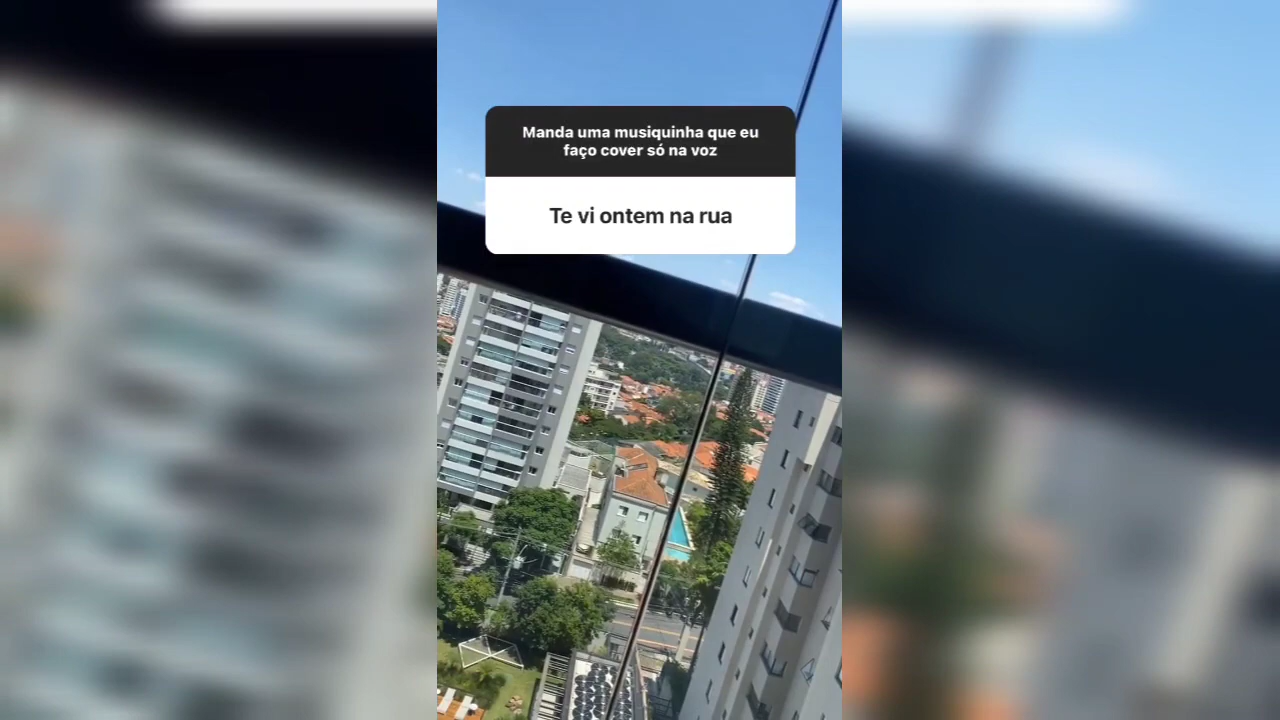 Manda uma musiquinha que eu
faço cover só na voz
Te vi ontem na rua